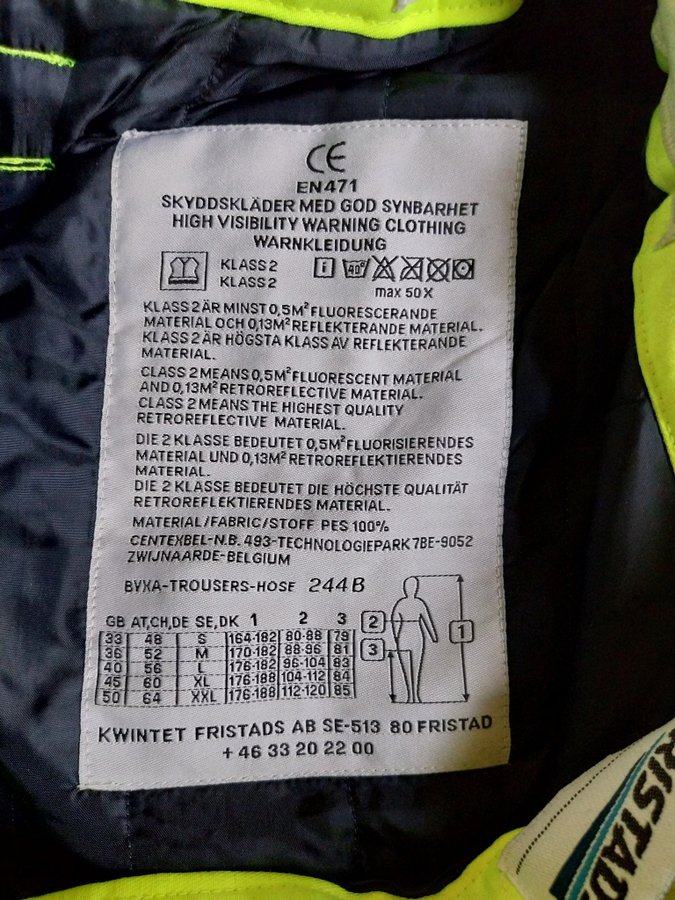 CE
EN471
SKYDDSKLÄDER MED GOD SYNBARHET
HIGH VISIBILITY WARNING CLOTHING
WARNKLEIDUNG
KLASS 2
KLASS 2
i 40°
max 50 X
KLASS 2 ÄR MINST 0,5M² FLUORESCERANDE
MATERIAL OCH 0,13M² REFLEKTERANDE MATERIAL.
KLASS 2 ÄR HÖGSTA KLASS AV REFLEKTERANDE
MATERIAL.
CLASS 2 MEANS 0,5M² FLUORESCENT MATERIAL
AND 0,13M² RETROREFLECTIVE MATERIAL.
CLASS 2 MEANS THE HIGHEST QUALITY
RETROREFLECTIVE MATERIAL.
DIE 2 KLASSE BEDEUTET 0,5M² FLUORISIERENDES
MATERIAL UND 0,13M² RETROREFLEKTIERENDES
MATERIAL.
DIE 2 KLASSE BEDEUTET DIE HÖCHSTE QUALITÄT
RETROREFLEKTIERENDES MATERIAL.
MATERIAL/FABRIC/STOFF PES 100%
CENTEXBEL-N.B. 493-TECHNOLOGIEPARK 7BE-9052
ZWIJNAARDE-BELGIUM
BYXA-TROUSERS-HOSE 244B
GB AT,CH,DE SE,DK 1 2 3
33 48 S 164-182 80-88 79
36 52 M 170-182 88-96 81
40 56 L 176-182 96-104 83
45 60 XL 176-188 104-112 84
50 64 XXL 176-188 112-120 85
2
1
3
KWINTET FRISTADS AB SE-513 80 FRISTAD
+ 46 33 20 22 00
RISTADS